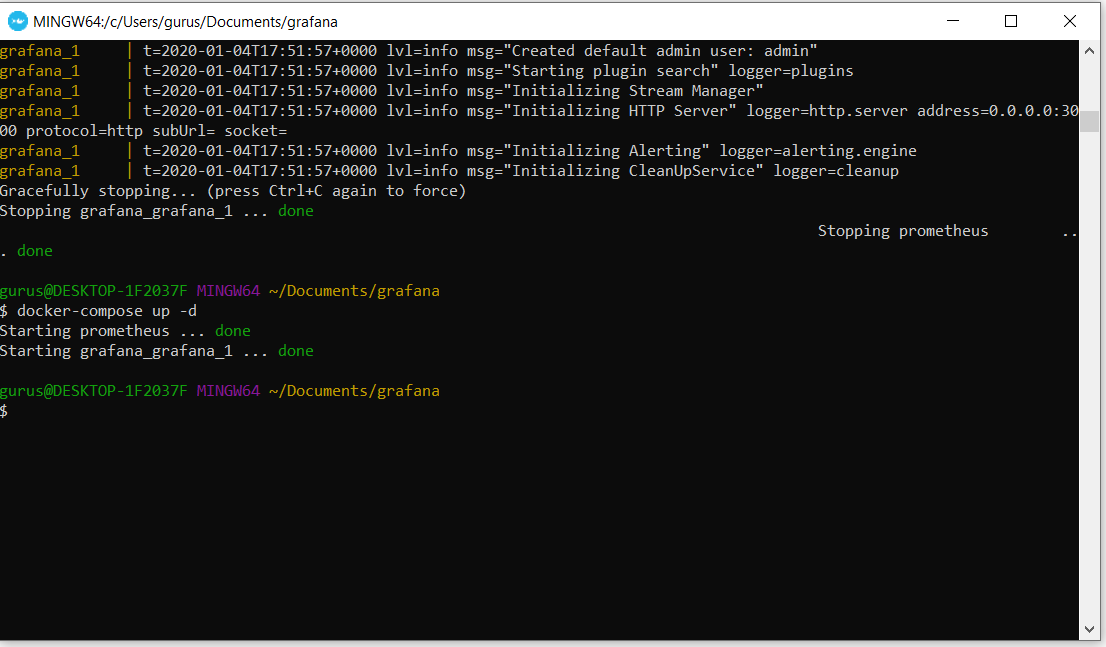 MINGW64:/c/Users/gurus/Documents/grafana
grafana_1     | t=2020-01-04T17:51:57+0000 lvl=info msg="Created default admin user: admin"
grafana_1     | t=2020-01-04T17:51:57+0000 lvl=info msg="Starting plugin search" logger=plugins
grafana_1     | t=2020-01-04T17:51:57+0000 lvl=info msg="Initializing Stream Manager"
grafana_1     | t=2020-01-04T17:51:57+0000 lvl=info msg="Initializing HTTP Server" logger=http.server address=0.0.0.0:30
00 protocol=http subUrl= socket=
grafana_1     | t=2020-01-04T17:51:57+0000 lvl=info msg="Initializing Alerting" logger=alerting.engine
grafana_1     | t=2020-01-04T17:51:57+0000 lvl=info msg="Initializing CleanUpService" logger=cleanup
Gracefully stopping... (press Ctrl+C again to force)
Stopping grafana_grafana_1 ... done
Stopping prometheus        ..
. done
gurus@DESKTOP-1F2037F MINGW64 ~/Documents/grafana
$ docker-compose up -d
Starting prometheus ... done
Starting grafana_grafana_1 ... done
gurus@DESKTOP-1F2037F MINGW64 ~/Documents/grafana
$